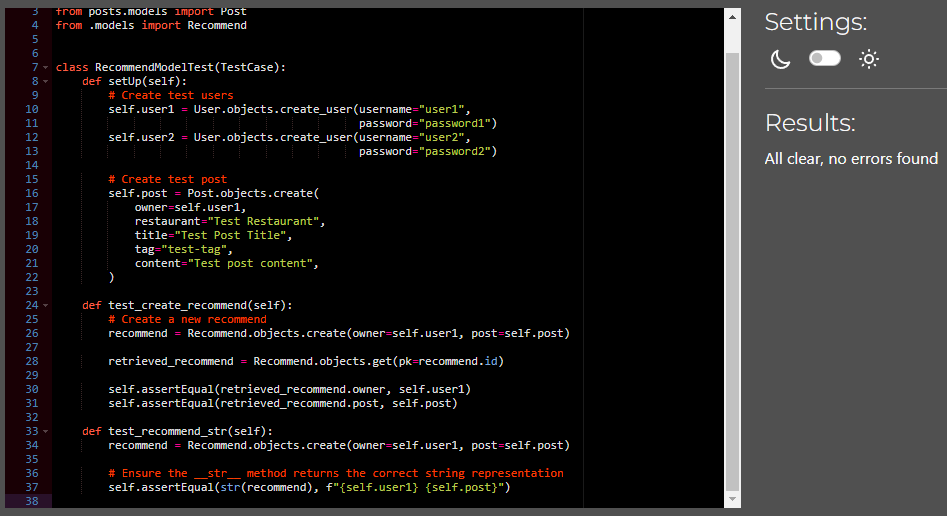 3 from posts.models import Post
4 from .models import Recommend
5
6
7 class RecommendModelTest(TestCase):
8     def setUp(self):
9         # Create test users
10         self.user1 = User.objects.create_user(username="user1",
11                                               password="password1")
12         self.user2 = User.objects.create_user(username="user2",
13                                               password="password2")
14
15         # Create test post
16         self.post = Post.objects.create(
17             owner=self.user1,
18             restaurant="Test Restaurant",
19             title="Test Post Title",
20             tag="test-tag",
21             content="Test post content",
22         )
23
24     def test_create_recommend(self):
25         # Create a new recommend
26         recommend = Recommend.objects.create(owner=self.user1, post=self.post)
27
28         retrieved_recommend = Recommend.objects.get(pk=recommend.id)
29
30         self.assertEqual(retrieved_recommend.owner, self.user1)
31         self.assertEqual(retrieved_recommend.post, self.post)
32
33     def test_recommend_str(self):
34         recommend = Recommend.objects.create(owner=self.user1, post=self.post)
35
36         # Ensure the __str__ method returns the correct string representation
37         self.assertEqual(str(recommend), f"{self.user1} {self.post}")
38
Settings:
Results:
All clear, no errors found